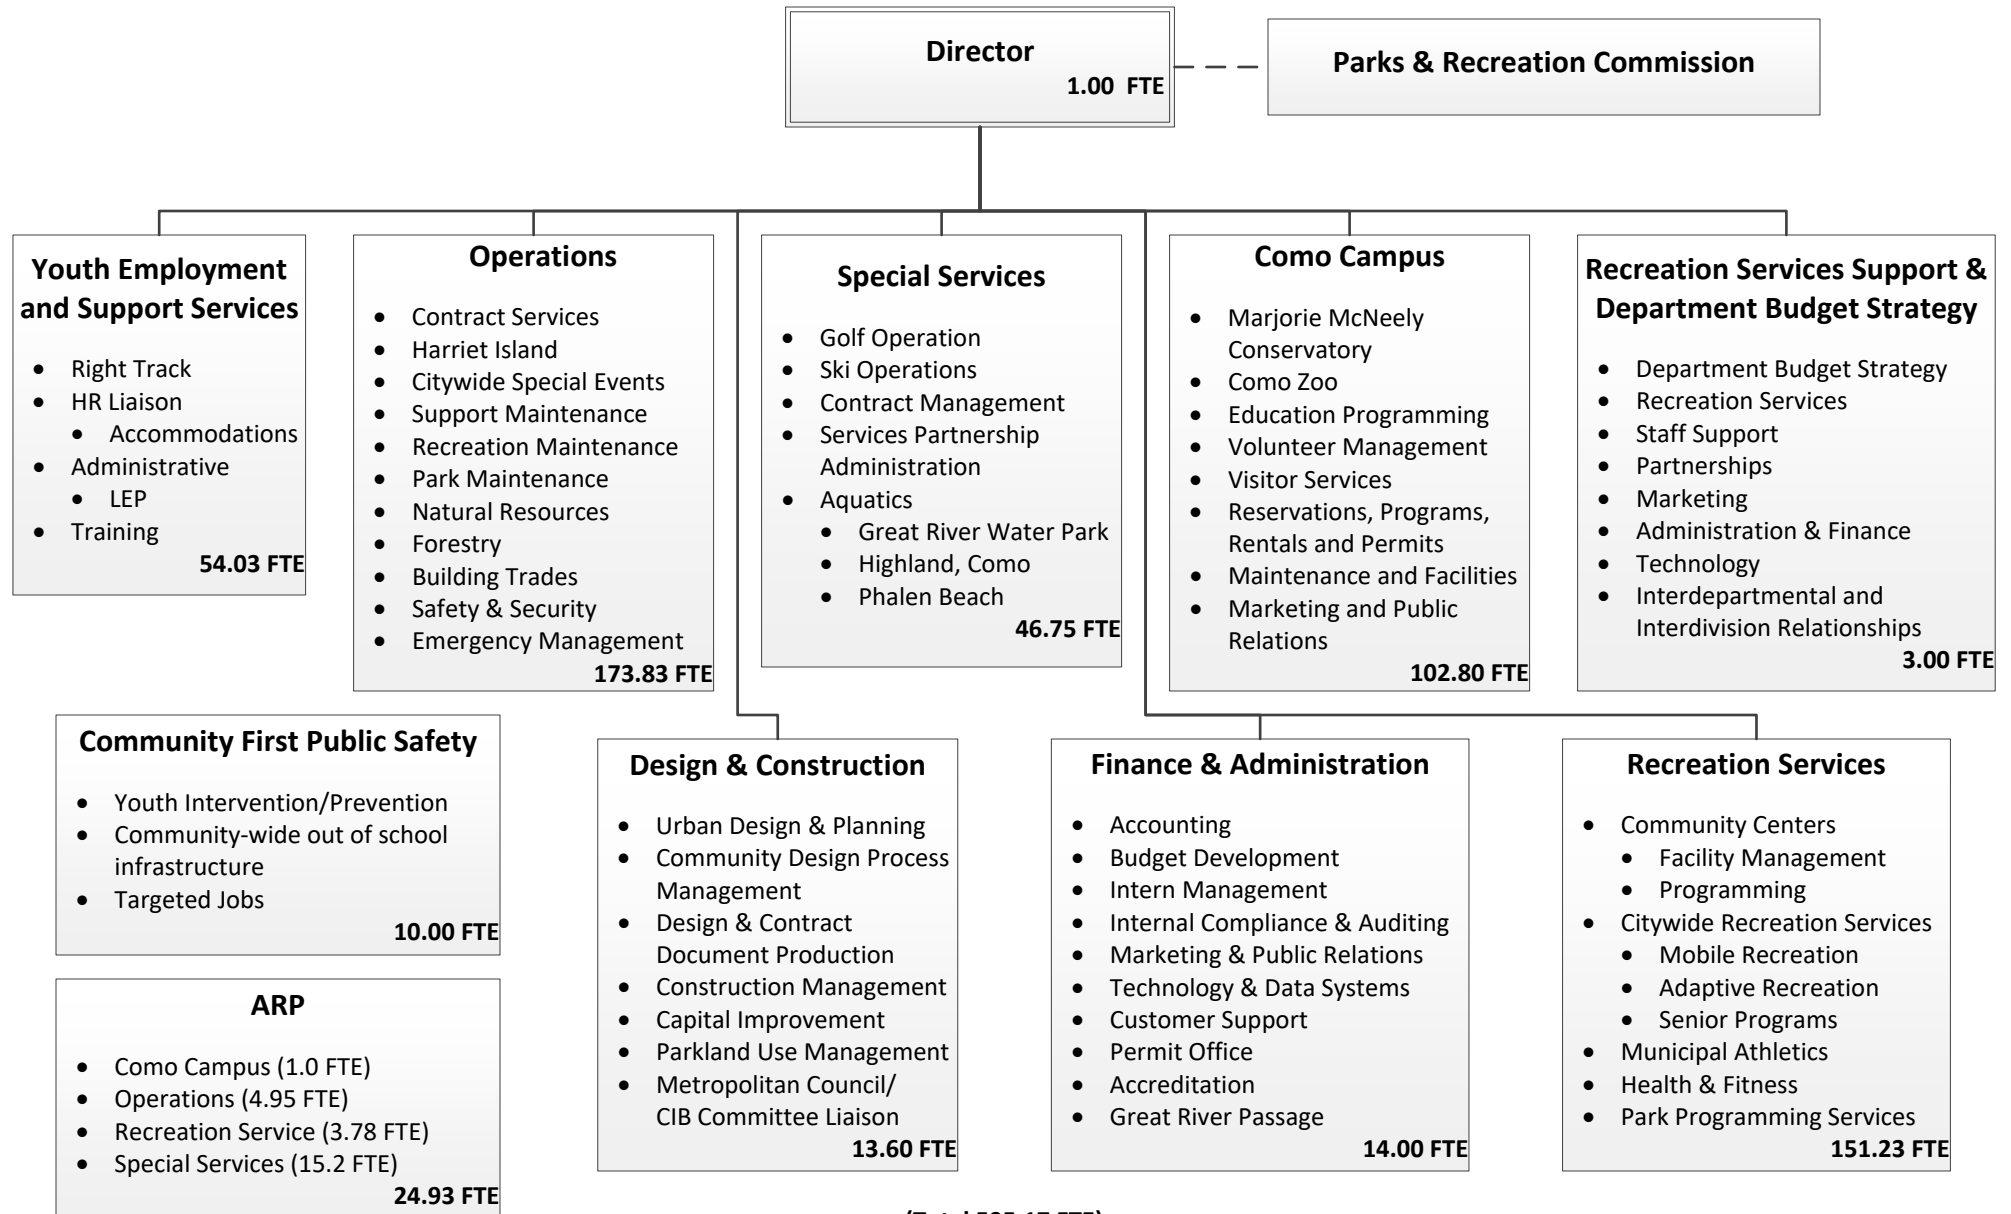 Director
1.00 FTE
Parks & Recreation Commission
Youth Employment
and Support Services
• Right Track
• HR Liaison
• Accommodations
• Administrative
• LEP
• Training
54.03 FTE
Operations
• Contract Services
• Harriet Island
• Citywide Special Events
• Support Maintenance
• Recreation Maintenance
• Park Maintenance
• Natural Resources
• Forestry
• Building Trades
• Safety & Security
• Emergency Management
173.83 FTE
Special Services
• Golf Operation
• Ski Operations
• Contract Management
• Services Partnership
Administration
• Aquatics
• Great River Water Park
• Highland, Como
• Phalen Beach
46.75 FTE
Como Campus
• Marjorie McNeely
Conservatory
• Como Zoo
• Education Programming
• Volunteer Management
• Visitor Services
• Reservations, Programs,
Rentals and Permits
• Maintenance and Facilities
• Marketing and Public
Relations
102.80 FTE
Recreation Services Support &
Department Budget Strategy
• Department Budget Strategy
• Recreation Services
• Staff Support
• Partnerships
• Marketing
• Administration & Finance
• Technology
• Interdepartmental and
Interdivision Relationships
3.00 FTE
Community First Public Safety
• Youth Intervention/Prevention
• Community-wide out of school
infrastructure
• Targeted Jobs
10.00 FTE
ARP
• Como Campus (1.0 FTE)
• Operations (4.95 FTE)
• Recreation Service (3.78 FTE)
• Special Services (15.2 FTE)
24.93 FTE
Design & Construction
• Urban Design & Planning
• Community Design Process
Management
• Design & Contract
Document Production
• Construction Management
• Capital Improvement
• Parkland Use Management
• Metropolitan Council/
CIB Committee Liaison
13.60 FTE
Finance & Administration
• Accounting
• Budget Development
• Intern Management
• Internal Compliance & Auditing
• Marketing & Public Relations
• Technology & Data Systems
• Customer Support
• Permit Office
• Accreditation
• Great River Passage
14.00 FTE
Recreation Services
• Community Centers
• Facility Management
• Programming
• Citywide Recreation Services
• Mobile Recreation
• Adaptive Recreation
• Senior Programs
• Municipal Athletics
• Health & Fitness
• Park Programming Services
151.23 FTE
(Total 595.17 FTE)